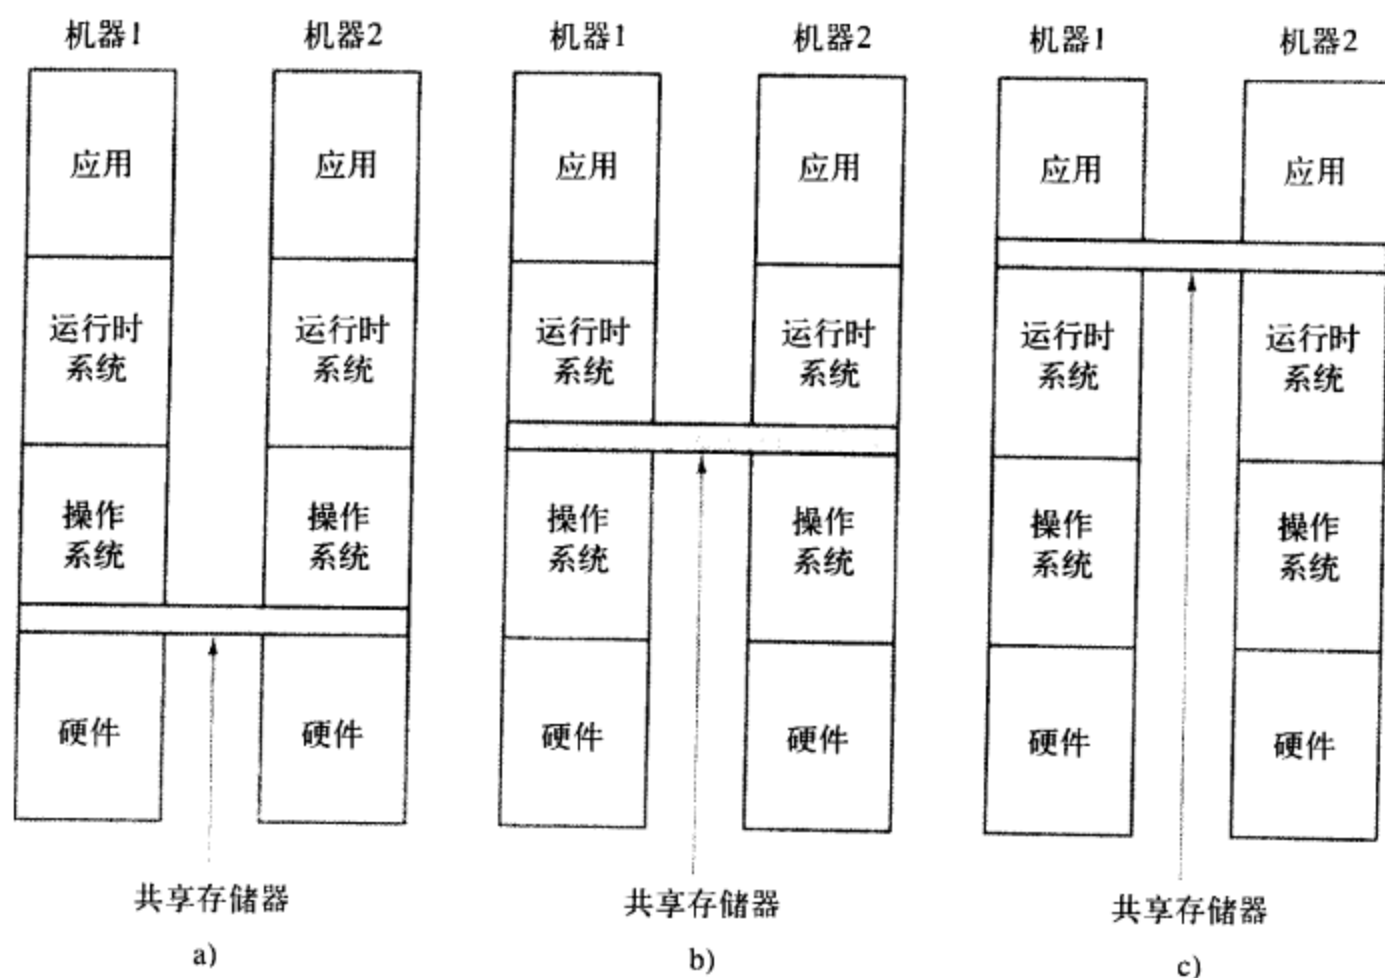 机器1
机器2
机器1
机器2
机器1
机器2
应用
应用
应用
应用
应用
应用
运行时
系统
运行时
系统
运行时
系统
运行时
系统
运行时
系统
运行时
系统
操作
系统
操作
系统
操作
系统
操作
系统
操作
系统
操作
系统
硬件
硬件
硬件
硬件
硬件
硬件
共享存储器
共享存储器
共享存储器
a)
b)
c)